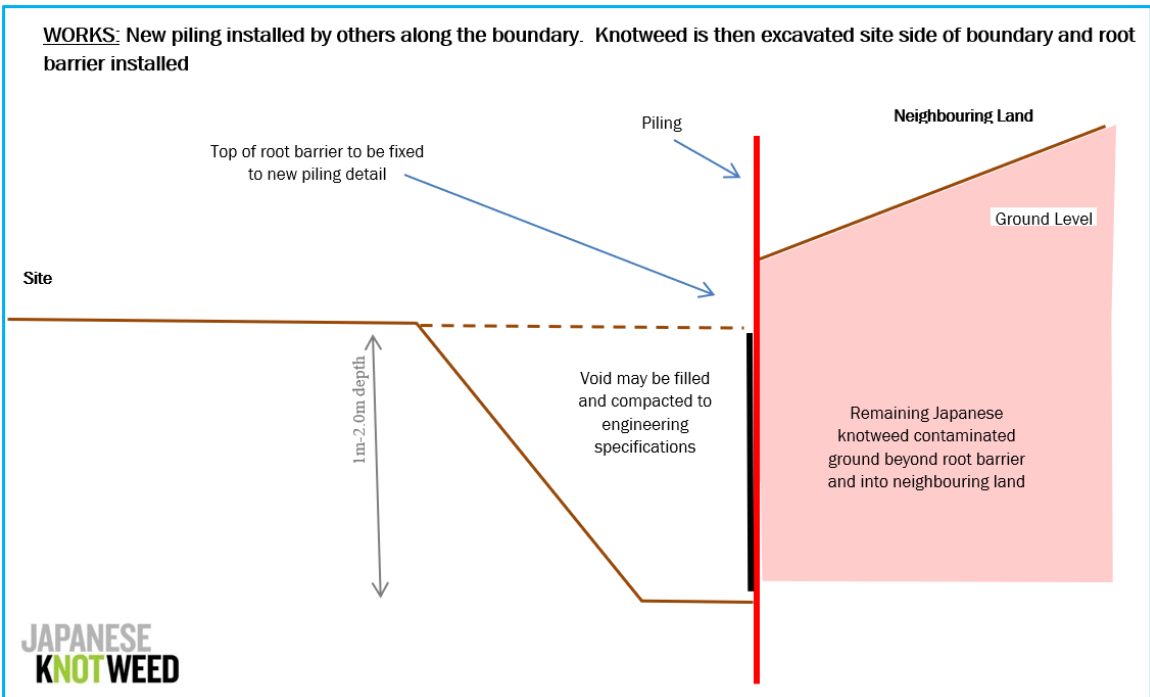 WORKS: New piling installed by others along the boundary.  Knotweed is then excavated site side of boundary and root
barrier installed
Neighbouring Land
Piling
Top of root barrier to be fixed
to new piling detail
Ground Level
Site
1m-2.0m depth
Void may be filled
and compacted to
engineering
specifications
Remaining Japanese
knotweed contaminated
ground beyond root barrier
and into neighbouring land
JAPANESE
KNOTWEED